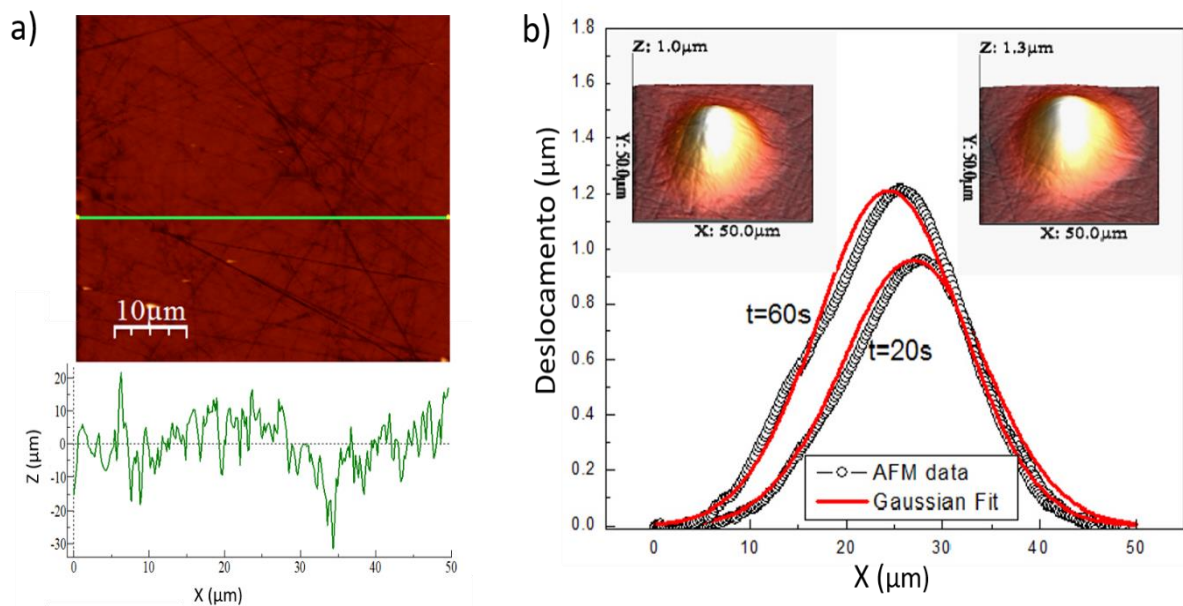 a)
10μm
20
10
0
-10
-20
-30
Z (μm)
0
10
20
30
40
50
X (μm)
b)
1.8
1.6
1.4
1.2
1.0
0.8
0.6
0.4
0.2
0.0
Deslocamento (μm)
Z: 1.0μm
Y: 50.0μm
X: 50.0μm
Z: 1.3μm
Y: 50.0μm
X: 50.0μm
t=60s
t=20s
AFM data
Gaussian Fit
0
10
20
30
40
50
X (μm)